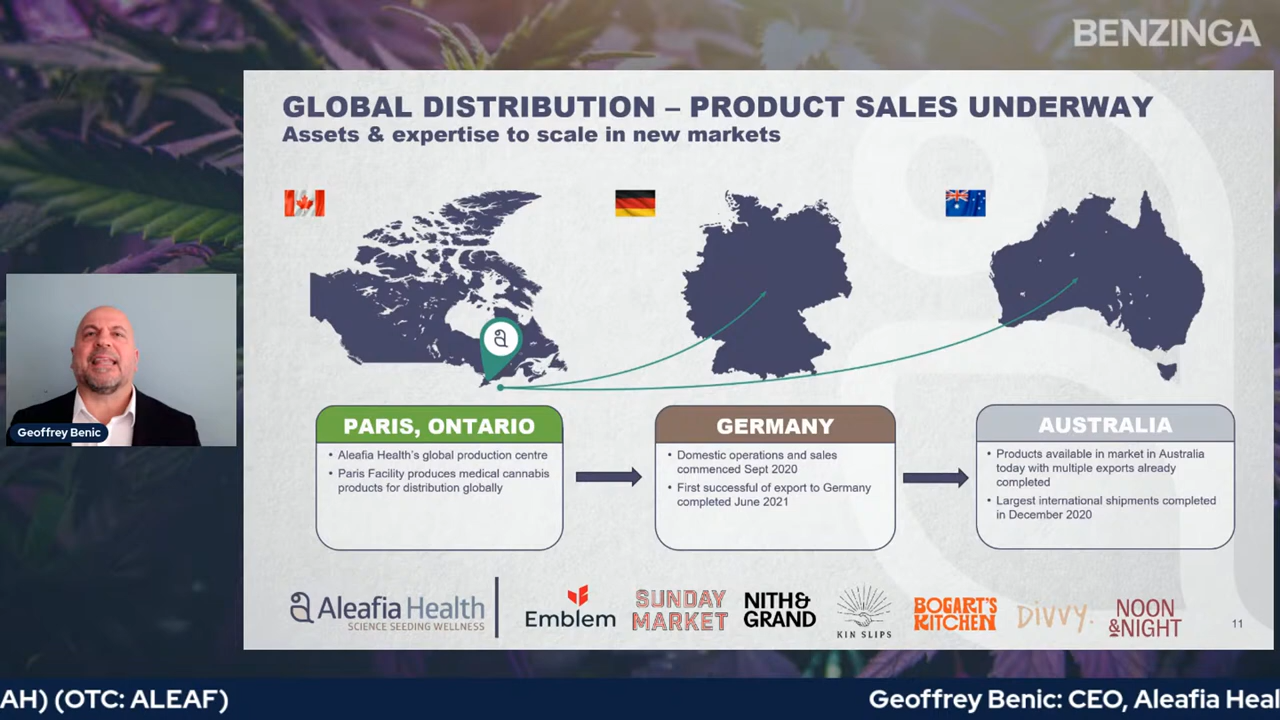 BENZINGA
GLOBAL DISTRIBUTION – PRODUCT SALES UNDERWAY
Assets & expertise to scale in new markets
a
Geoffrey Benic
PARIS, ONTARIO
• Aleafia Health's global production centre
• Paris Facility produces medical cannabis
products for distribution globally
GERMANY
• Domestic operations and sales
commenced Sept 2020
• First successful of export to Germany
completed June 2021
AUSTRALIA
• Products available in market in Australia
today with multiple exports already
completed
• Largest international shipments completed
in December 2020
Aleafia Health
SCIENCE SEEDING WELLNESS
Emblem
SUNDAY
MARKET
NITH&
GRAND
KIN SLIPS
BOGART'S
KITCHEN
Divvy.
NOON
&NIGHT
11
AH) (OTC: ALEAF)
Geoffrey Benic: CEO, Aleafia Heal